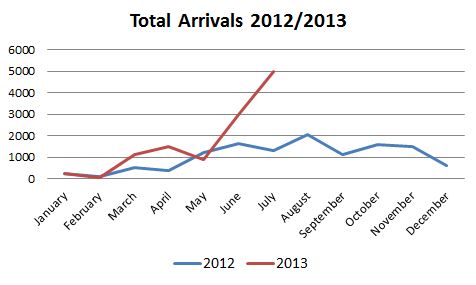 Total Arrivals 2012/2013
6000
5000
4000
3000
2000
1000
0
January
February
March
April
May
June
July
August
September
October
November
December
2012 2013